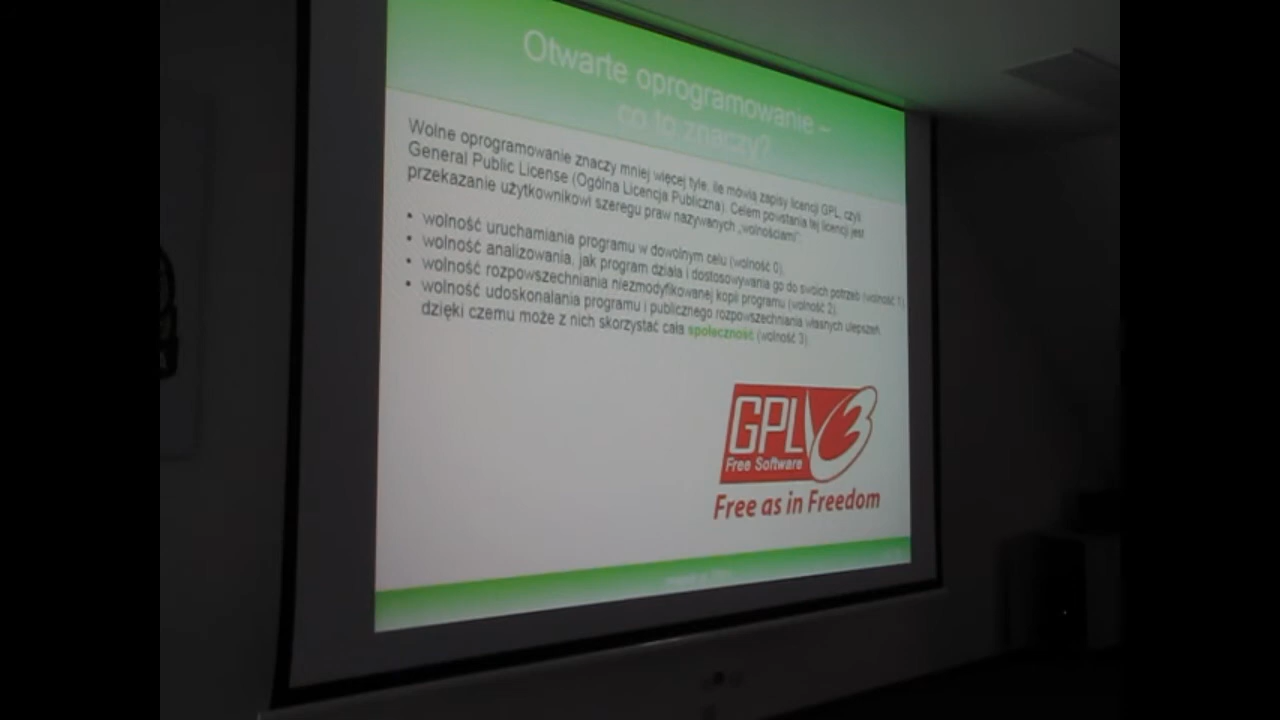 Otwarte oprogramowanie –
co to znaczy?
Wolne oprogramowanie znaczy mniej więcej tyle, ile mówią zapisy licencji GPL, czyli
General Public License (Ogólna Licencja Publiczna). Celem powstania tej licencji jest
przekazanie użytkownikowi szeregu praw nazywanych „wolnościami":
• wolność uruchamiania programu w dowolnym celu (wolność 0),
• wolność analizowania, jak program działa i dostosowywania go do swoich potrzeb (wolność 1)
• wolność rozpowszechniania niezmodyfikowanej kopii programu (wolność 2)
• wolność udoskonalania programu i publicznego rozpowszechniania własnych ulepszeń,
dzięki czemu może z nich skorzystać cała społeczność (wolność 3)
GPLv3
Free Software
Free as in Freedom